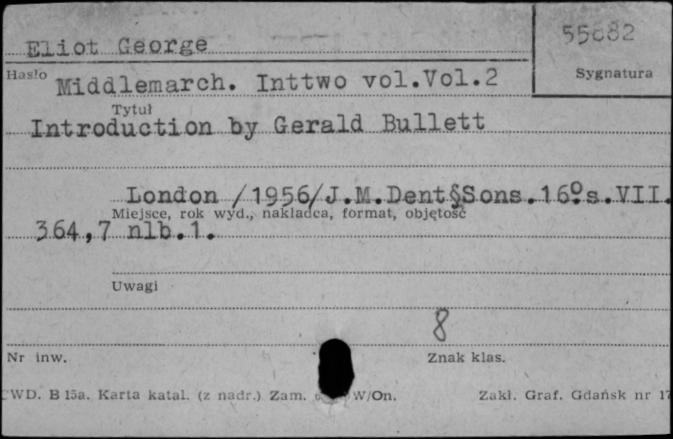 Eliot George
55682
Hasło
Sygnatura
Middlemarch. Inttwo vol.Vol.2
Tytuł
Introduction by Gerald Bullett
London /1956/J.M.Dent§Sons.16º.s.VII.
Miejsce, rok wyd., nakładca, format, objętość
364,7 nlb.1.
Uwagi
8
Nr inw.
Znak klas.
WD. B 15a. Karta katal. (z nadr.) Zam. W/On.
Zakł. Graf. Gdańsk nr 17